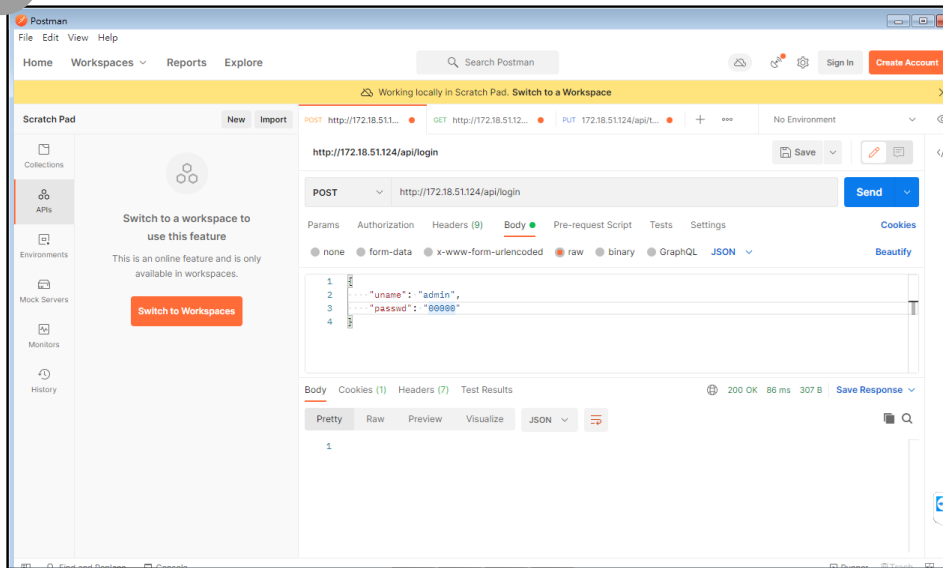 Postman
File Edit View Help
Home Workspaces Reports Explore Search Postman Sign In Create Account
Working locally in Scratch Pad. Switch to a Workspace
Scratch Pad New Import POST http://172.18.51.1... GET http://172.18.51.12... PUT 172.18.51.124/api/t... + ooo No Environment
Collections
APIs
Environments
Mock Servers
Monitors
History
Switch to a workspace to
use this feature
This is an online feature and is only
available in workspaces.
Switch to Workspaces
http://172.18.51.124/api/login Save
POST http://172.18.51.124/api/login Send
Params Authorization Headers (9) Body Pre-request Script Tests Settings Cookies
none form-data x-www-form-urlencoded raw binary GraphQL JSON Beautify
1 {
2 "uname": "admin",
3 "passwd": "00000"
4 }
Body Cookies (1) Headers (7) Test Results 200 OK 86 ms 307 B Save Response
Pretty Raw Preview Visualize JSON
1
Find and Replace Console Runner Trash